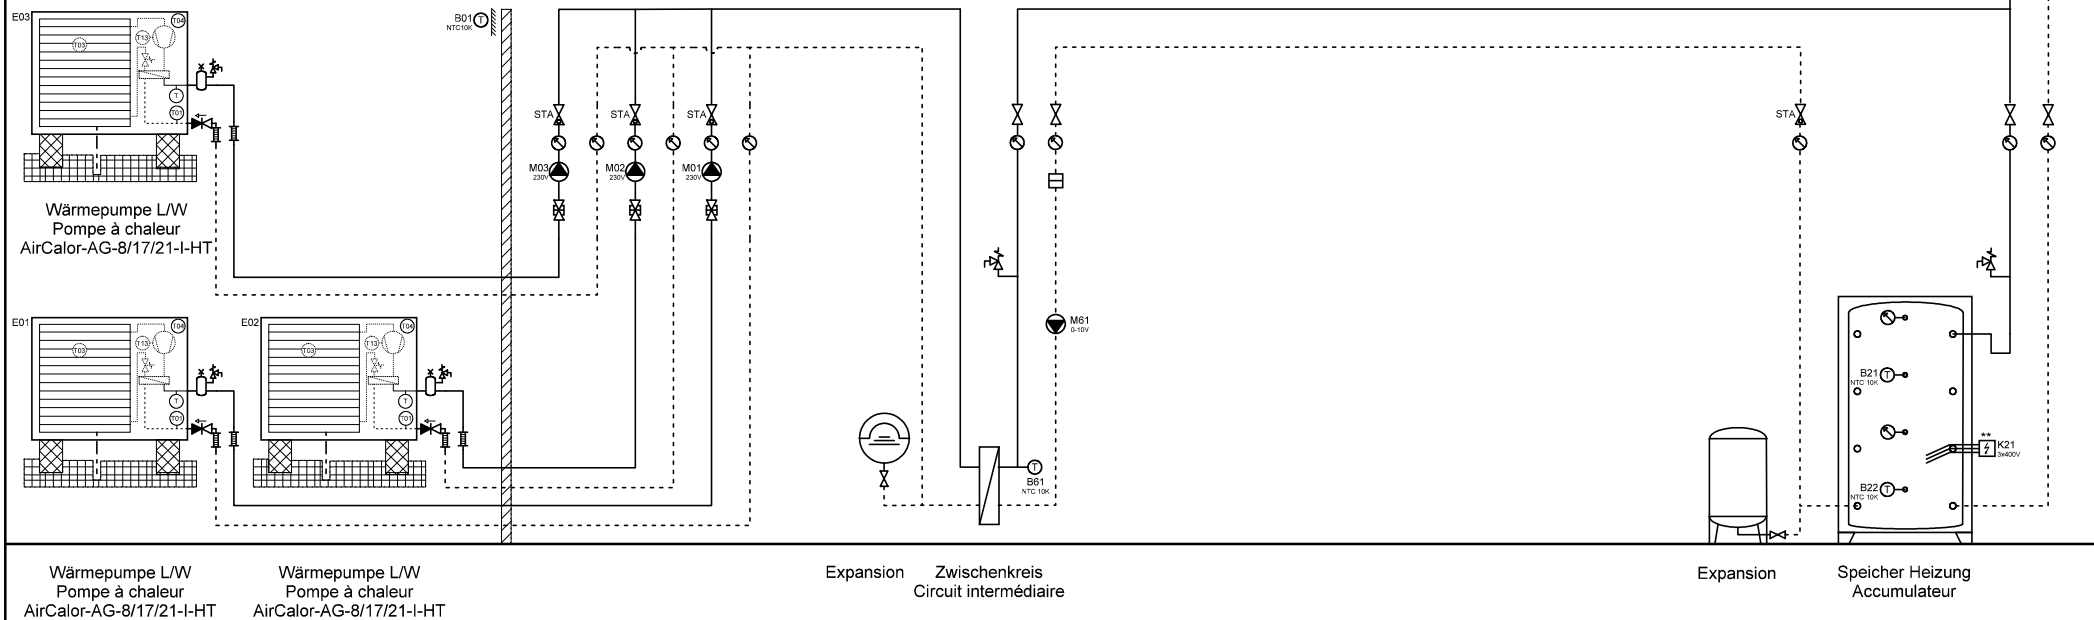 E03
T04
T13
T03
T
T01
B01
T
NTC10K
STA
STA
STA
STA
M03
230V
M02
230V
M01
230V
Wärmepumpe L/W
Pompe à chaleur
AirCalor-AG-8/17/21-I-HT
E01
T04
T13
T03
T
T01
E02
T04
T13
T03
T
T01
M61
0-10V
B21
T
NTC 10K
**
K21
3x400V
T
B61
NTC 10K
B22
T
NTC 10K
Wärmepumpe L/W
Pompe à chaleur
AirCalor-AG-8/17/21-I-HT
Wärmepumpe L/W
Pompe à chaleur
AirCalor-AG-8/17/21-I-HT
Expansion
Zwischenkreis
Circuit intermédiaire
Expansion
Speicher Heizung
Accumulateur